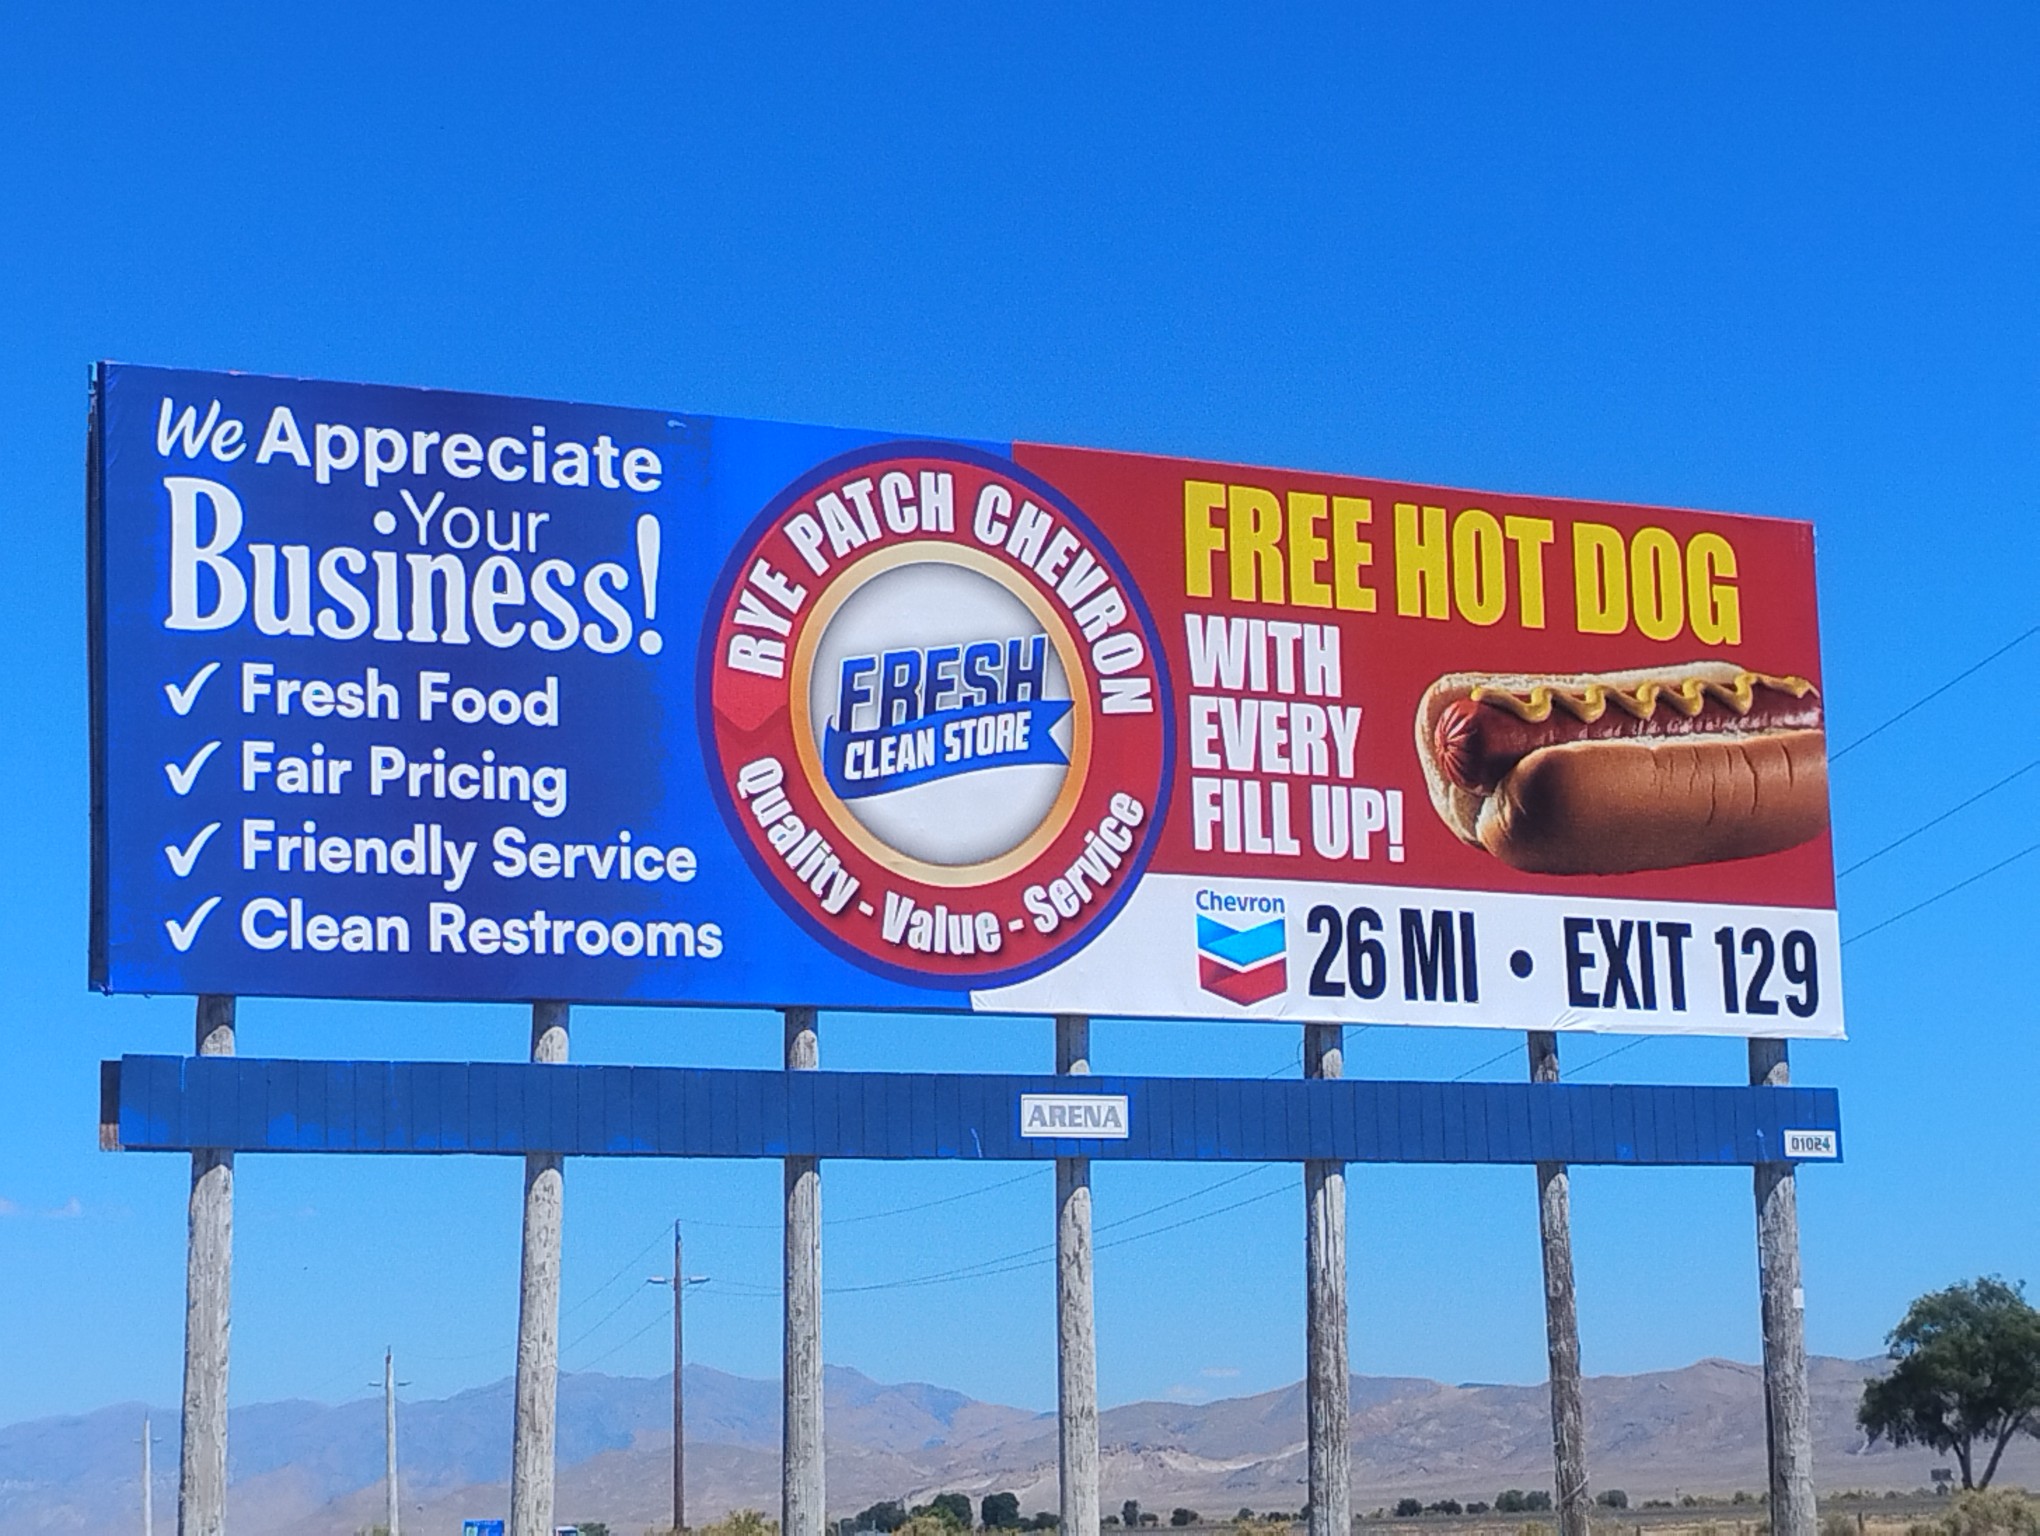 We Appreciate
Your
Business!
✓ Fresh Food
✓ Fair Pricing
✓ Friendly Service
✓ Clean Restrooms
RYE PATCH CHEVRON
FRESH
CLEAN STORE
Quality - Value - Service
FREE HOT DOG
WITH
EVERY
FILL UP!
Chevron
26 MI • EXIT 129
ARENA
01024